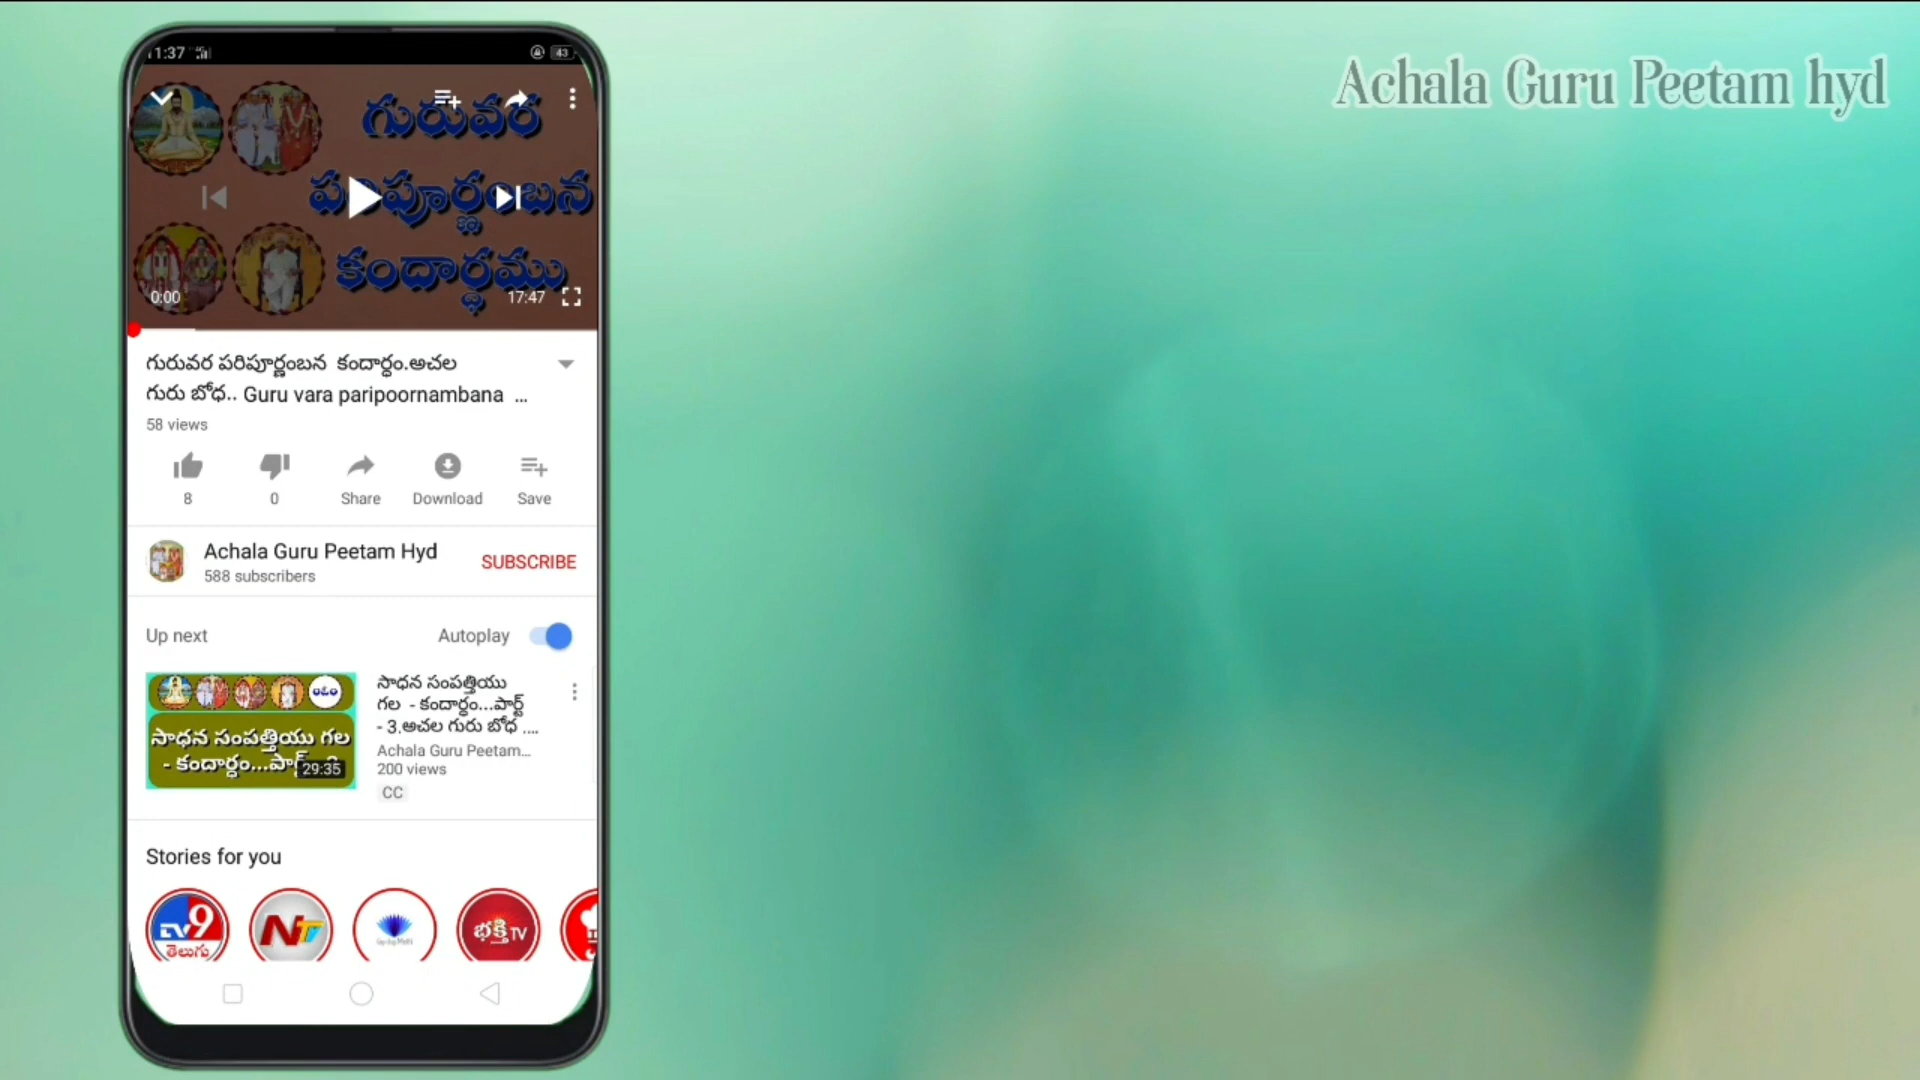 Achala Guru Peetam hyd
11:37
43
గురువర
పరిపూర్ణంబన
కందార్థము
0:00
17:47
గురువర పరిపూర్ణంబన కందార్థం.అచల
గురు బోధ.. Guru vara paripoornambana ...
58 views
8
0
Share
Download
Save
Achala Guru Peetam Hyd
588 subscribers
SUBSCRIBE
Up next
Autoplay
సాధన సంపత్తియు గల
- కందార్థం...పార్ట్
29:35
సాధన సంపత్తియు
గల - కందార్థం...పార్ట్
- 3.అచల గురు బోధ ....
Achala Guru Peetam...
200 views
CC
Stories for you
TV9
తెలుగు
NTV
భక్తి TV